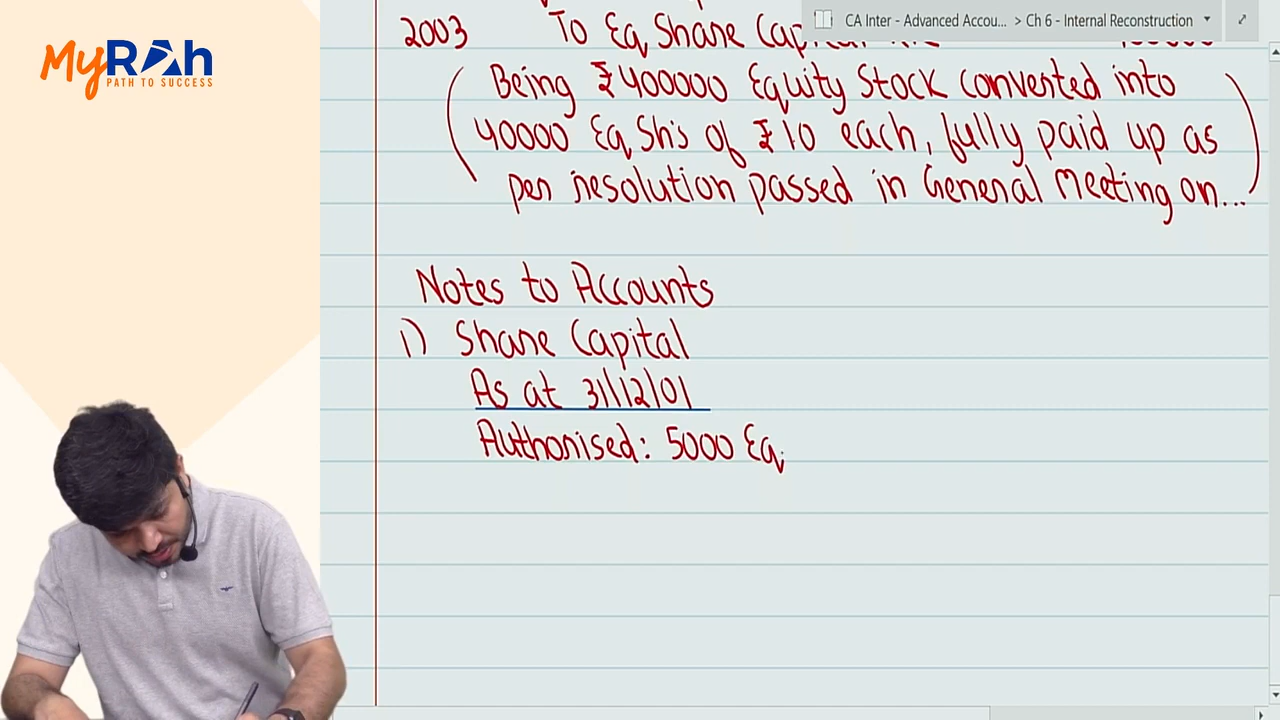 MyRAh
PATH TO SUCCESS
CA Inter - Advanced Accou... > Ch 6 - Internal Reconstruction
2003 To Eq Share Capital
Being ₹400000 Equity Stock converted into
40000 Eq Sh's of ₹10 each, fully paid up as
per resolution passed in General Meeting on...
Notes to Accounts
1) Share Capital
As at 31/12/01
Authorised: 5000 Eq.